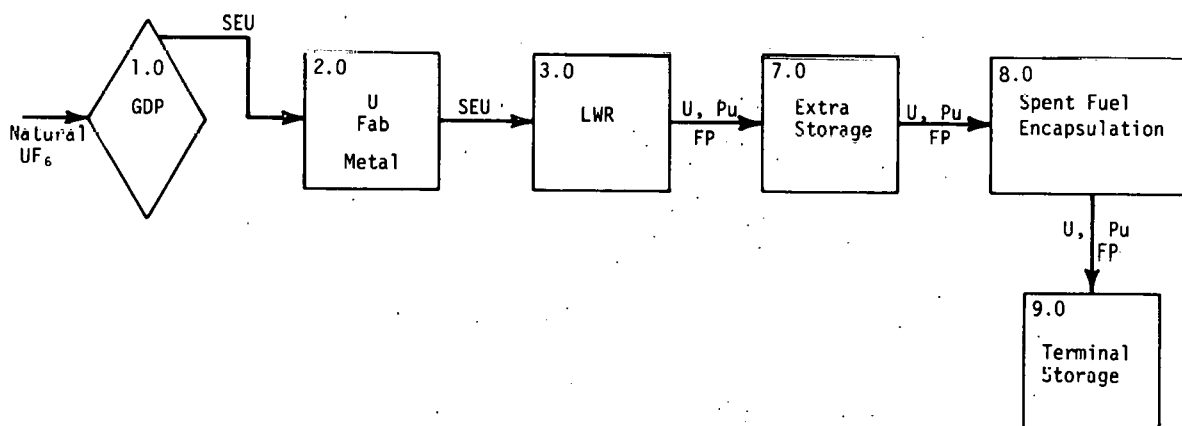 SEU
1.0
GDP
Natural
UF₆
2.0
U
Fab
Metal
SEU
3.0
LWR
U, Pu
FP
7.0
Extra
Storage
U, Pu
FP
8.0
Spent Fuel
Encapsulation
U, Pu
FP
9.0
Terminal
Storage